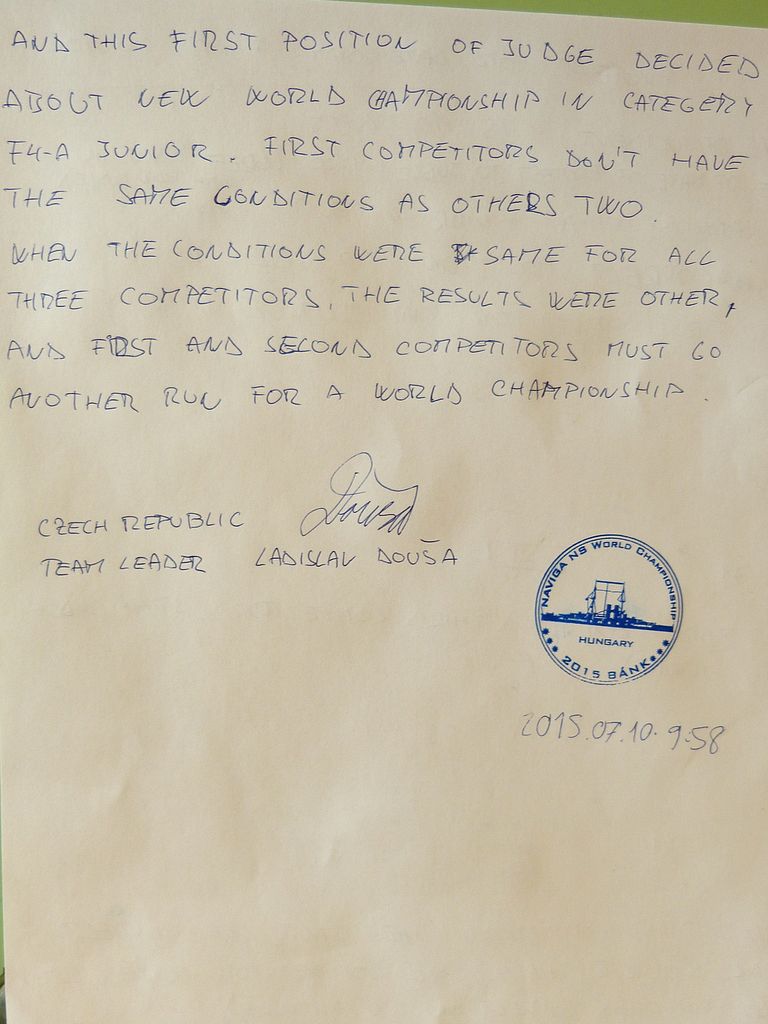 AND THIS FIRST POSITION OF JUDGE DECIDED
ABOUT NEW WORLD CHAMPIONSHIP IN CATEGERY
F4-A JUNIOR. FIRST COMPETITORS DON'T HAVE
THE SAME CONDITIONS AS OTHERS TWO.
WHEN THE CONDITIONS WERE SAME FOR ALL
THREE COMPETITORS, THE RESULTS WERE OTHER,
AND FIRST AND SECOND COMPETITORS MUST GO
ANOTHER RUN FOR A WORLD CHAMPIONSHIP.
Douša
CZECH REPUBLIC
TEAM LEADER LADISLAV DOUŠA
NAVIGA NS WORLD CHAMPIONSHIP
HUNGARY
2015 BÁNK
2015.07.10. 9:58